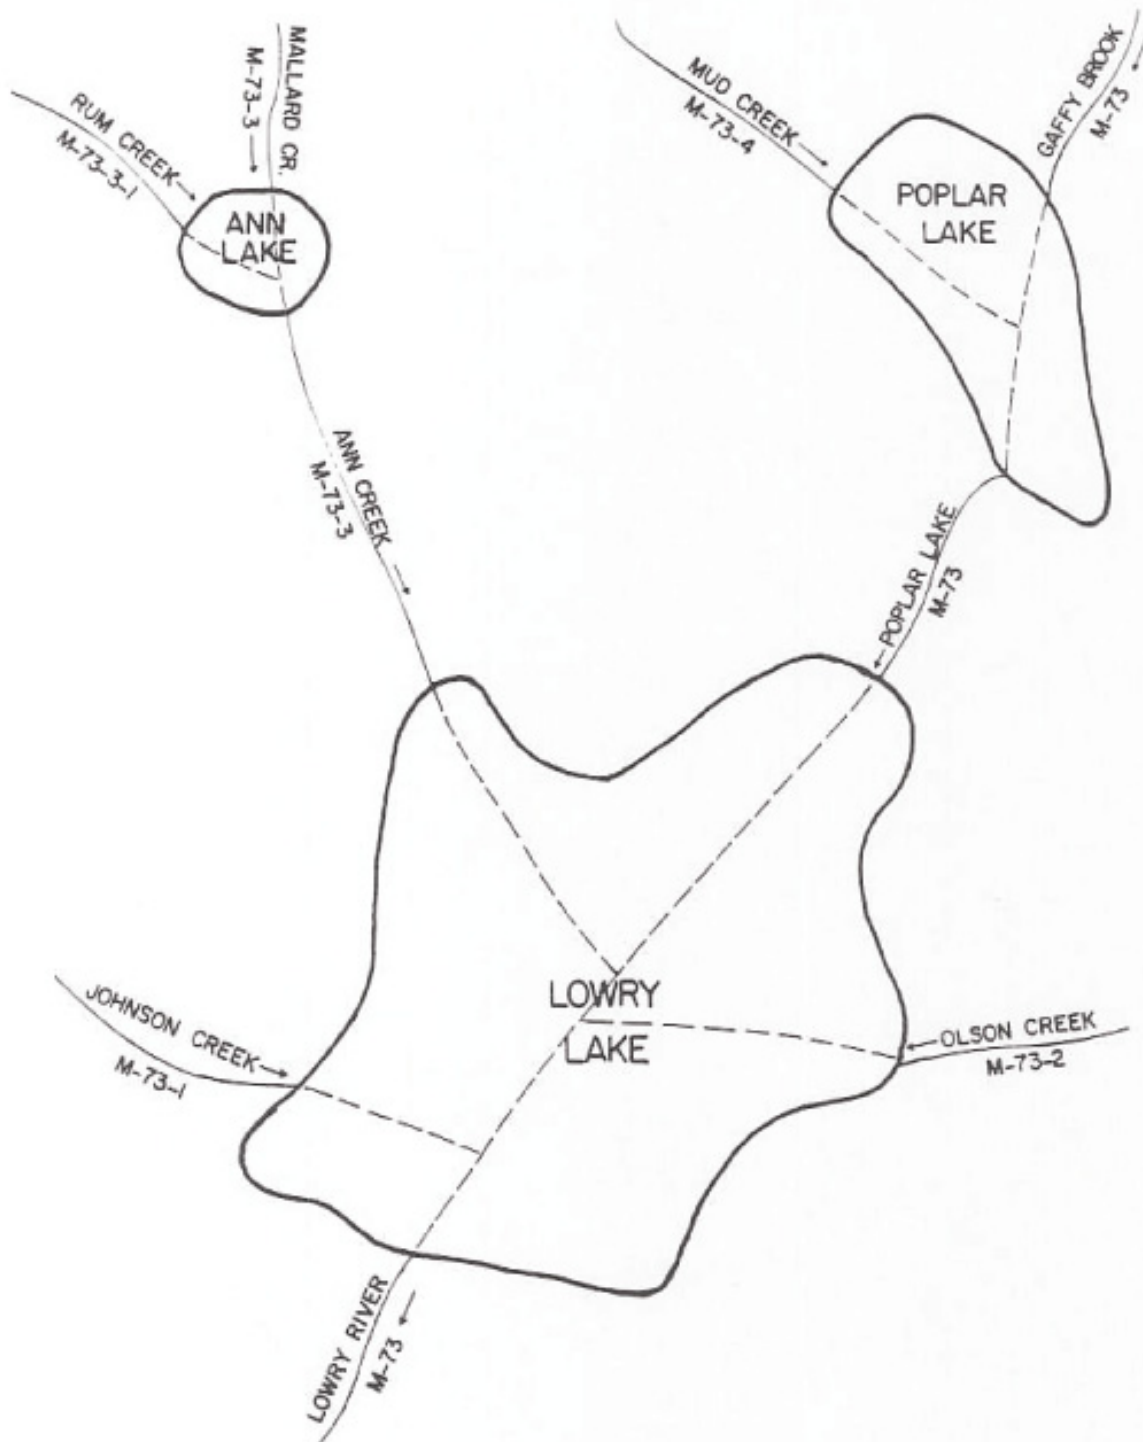 MALLARD CR.
M-73-3
RUM CREEK
M-73-3-1
ANN
LAKE
MUD CREEK
M-73-4
GAFFY BROOK
M-73
POPLAR
LAKE
ANN CREEK
M-73-3
POPLAR LAKE
M-73
LOWRY
LAKE
JOHNSON CREEK
M-73-1
OLSON CREEK
M-73-2
LOWRY RIVER
M-73